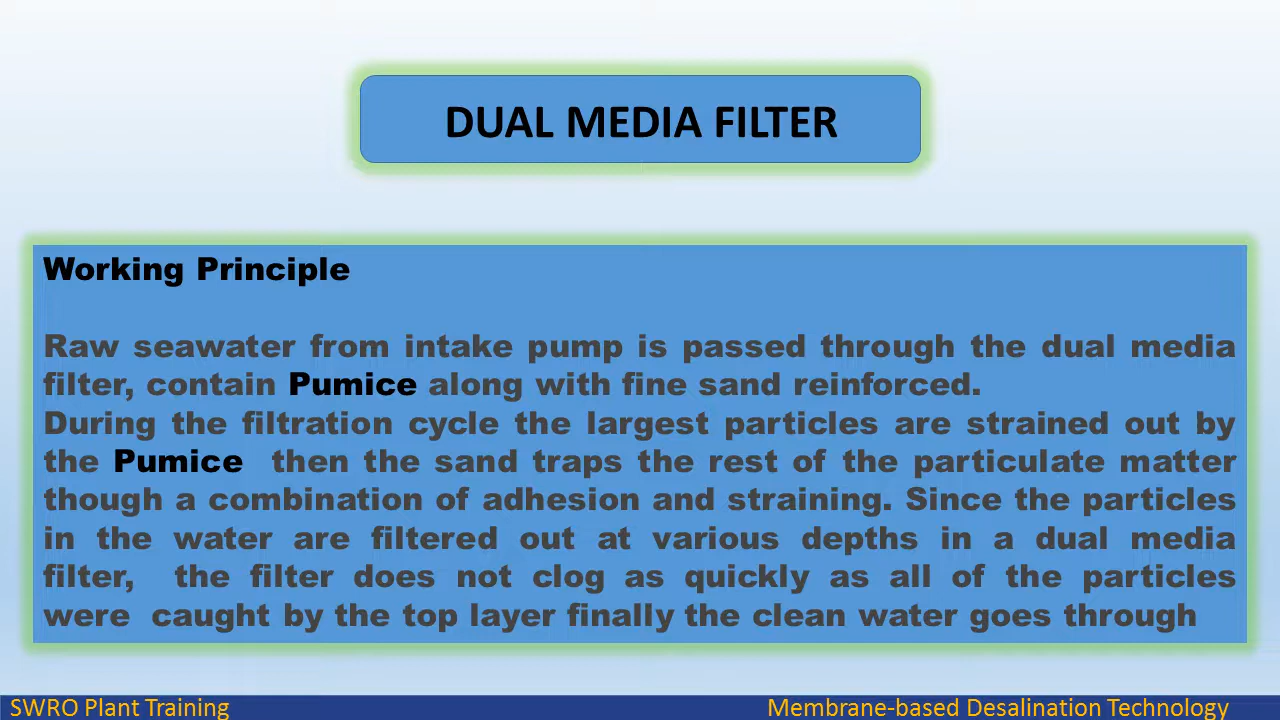 DUAL MEDIA FILTER
Working Principle
Raw seawater from intake pump is passed through the dual media
filter, contain Pumice along with fine sand reinforced.
During the filtration cycle the largest particles are strained out by
the Pumice then the sand traps the rest of the particulate matter
though a combination of adhesion and straining. Since the particles
in the water are filtered out at various depths in a dual media
filter, the filter does not clog as quickly as all of the particles
were caught by the top layer finally the clean water goes through
SWRO Plant Training
Membrane-based Desalination Technology